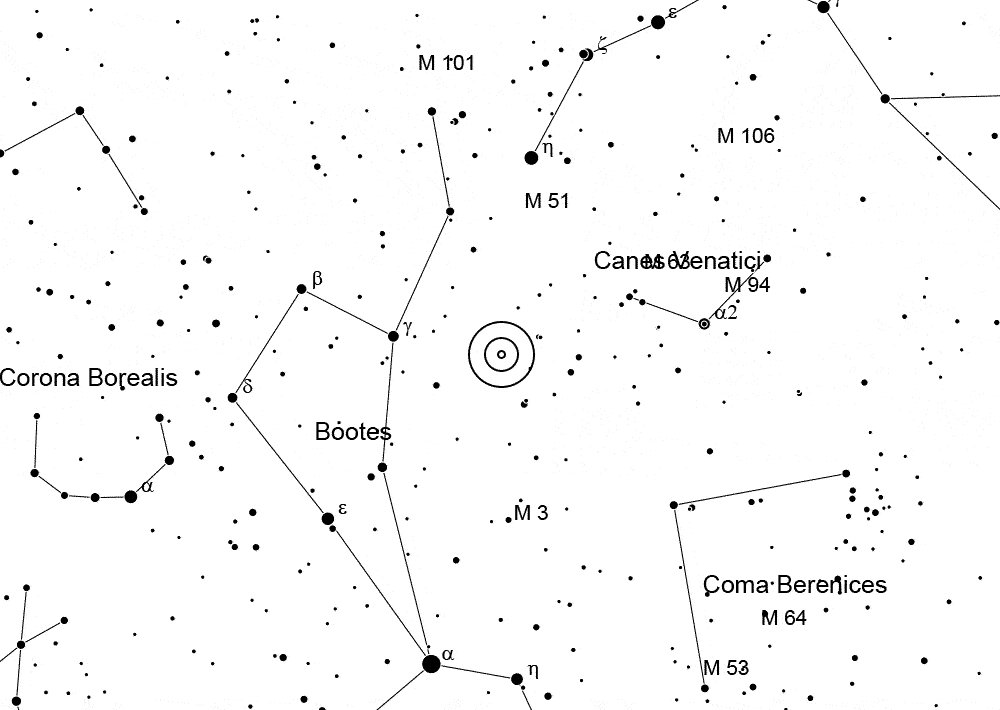 γ
ε
ζ
M 101
M 106
η
M 51
Canes Venatici
M 63
β
M 94
α2
γ
Corona Borealis
δ
Bootes
α
ε
M 3
Coma Berenices
M 64
α
M 53
η